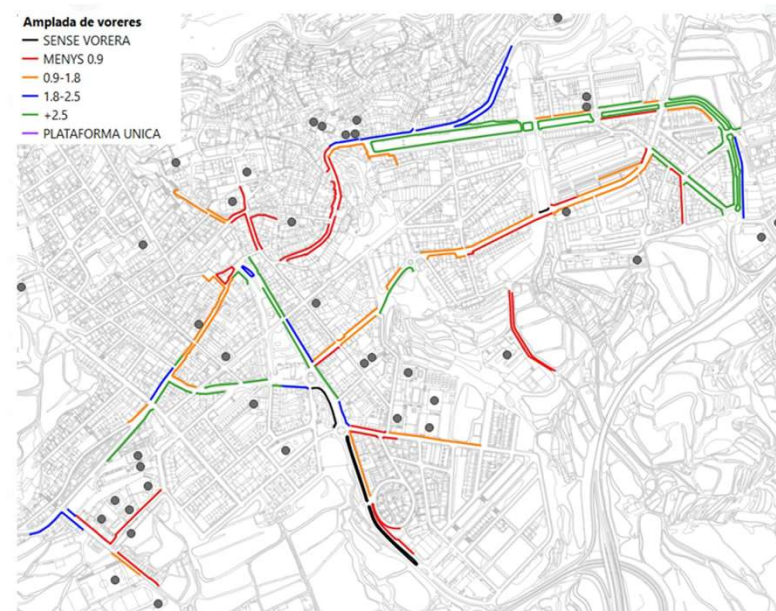 Amplada de voreres
SENSE VORERA
MENYS 0.9
0.9-1.8
1.8-2.5
+2.5
PLATAFORMA UNICA